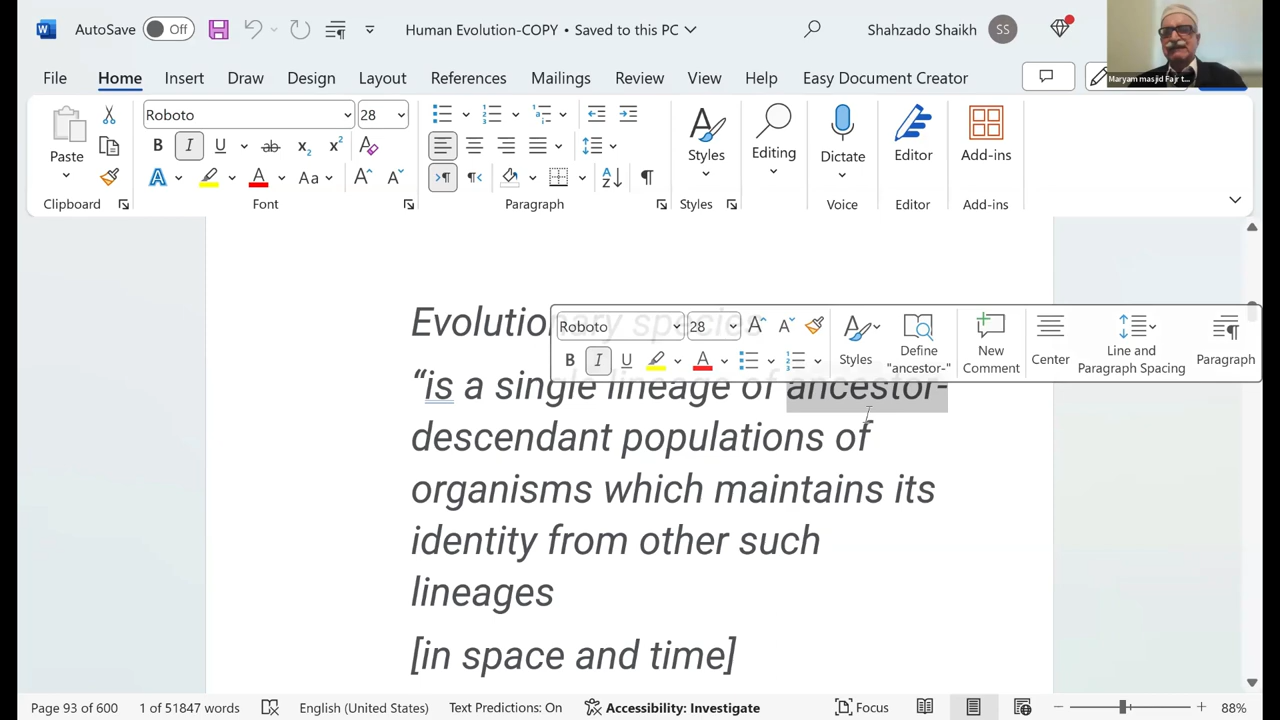 AutoSave Off Human Evolution-COPY • Saved to this PC Shahzado Shaikh SS
Maryam masjid Fajr t...
File Home Insert Draw Design Layout References Mailings Review View Help Easy Document Creator
Roboto 28
Paste
Styles
Editing
Dictate
Editor
Add-ins
Clipboard Font Paragraph Styles Voice Editor Add-ins
Evolutionary species
Roboto 28
Styles
Define
"ancestor-"
New
Comment
Center
Line and
Paragraph Spacing
Paragraph
“is a single lineage of ancestor-
descendant populations of
organisms which maintains its
identity from other such
lineages
[in space and time]
Page 93 of 600 1 of 51847 words English (United States) Text Predictions: On Accessibility: Investigate Focus 88%